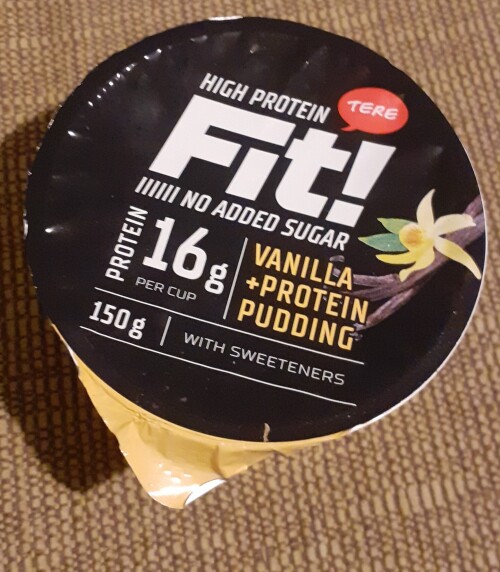 HIGH PROTEIN
TERE
Fit!
NO ADDED SUGAR
PROTEIN
16g
PER CUP
VANILLA
+PROTEIN
PUDDING
150g
WITH SWEETENERS